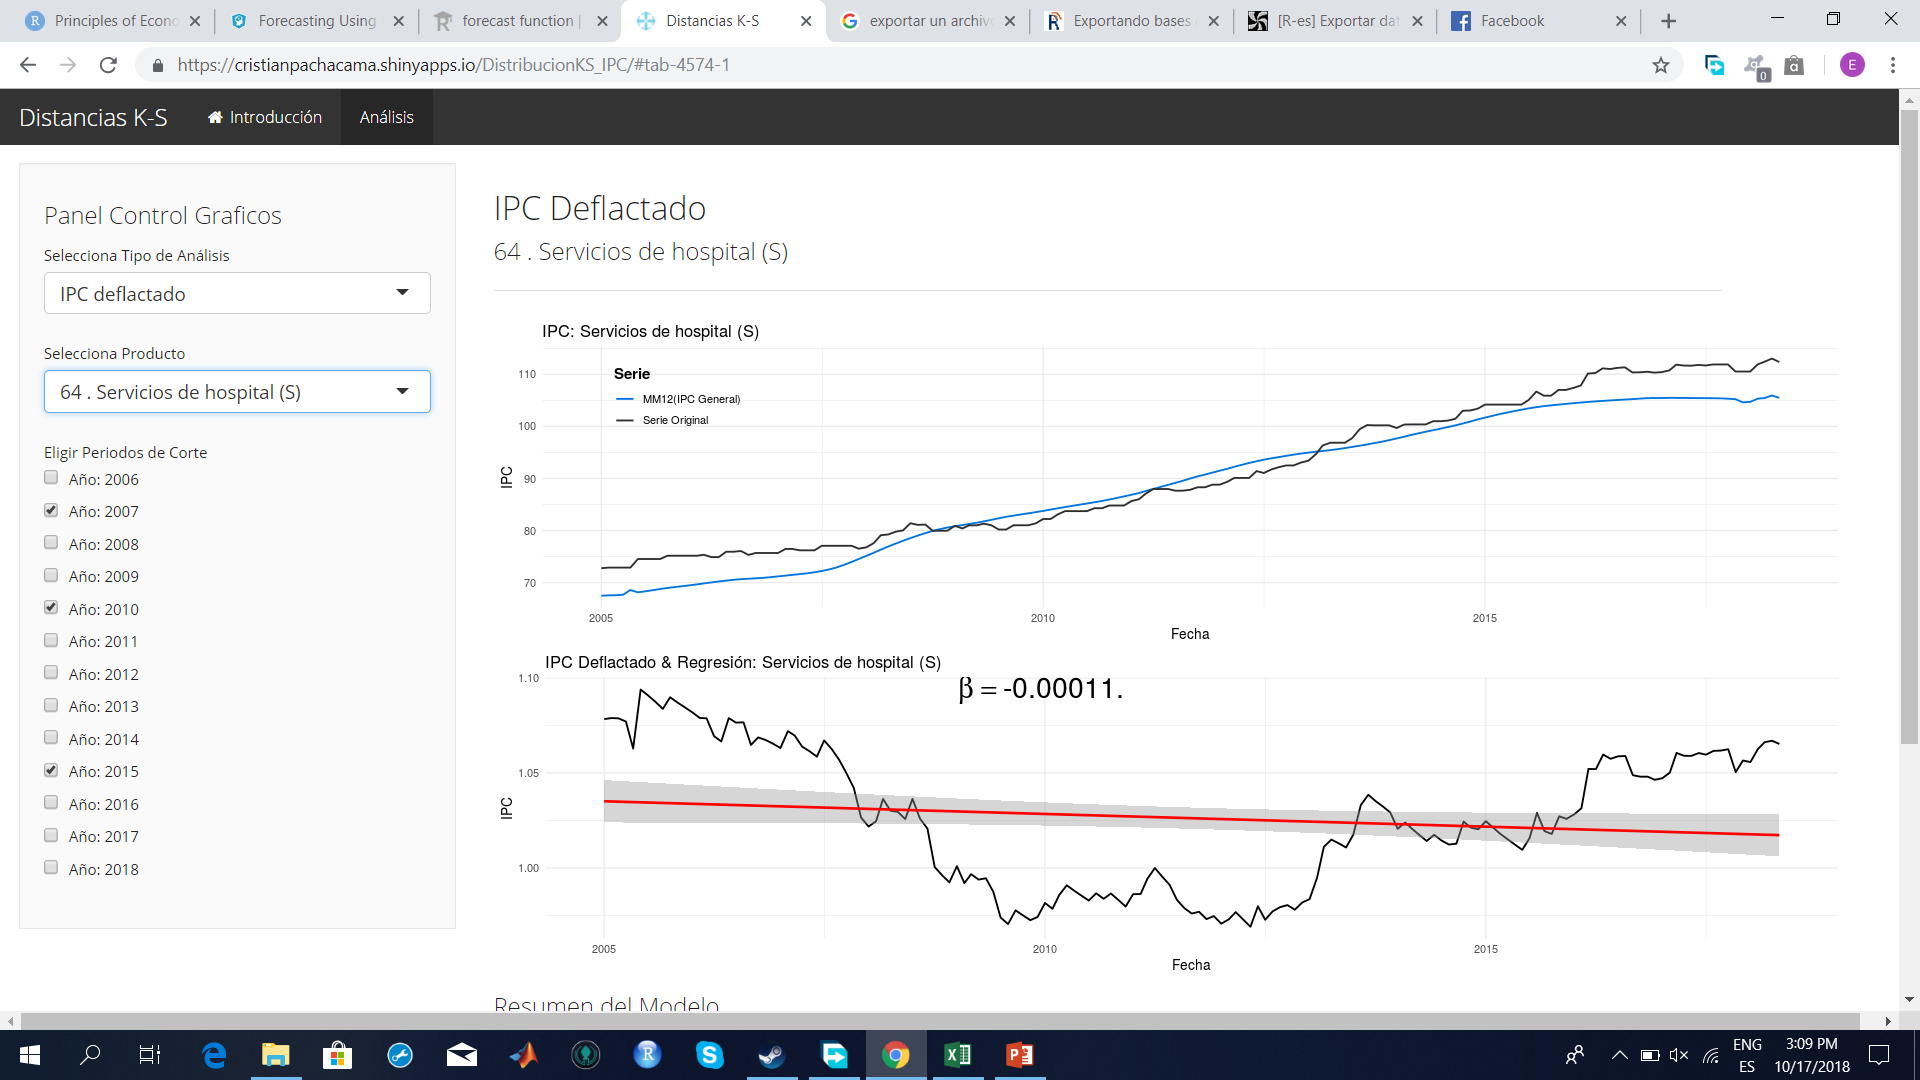 Principles of Econo
Forecasting Using
forecast function |
Distancias K-S
exportar un archivo
Exportando bases
[R-es] Exportar dat
Facebook
https://cristianpachacama.shinyapps.io/DistribucionKS_IPC/#tab-4574-1
0
E
Distancias K-S
Introducción
Análisis
Panel Control Graficos
Selecciona Tipo de Análisis
IPC deflactado
Selecciona Producto
64 . Servicios de hospital (S)
Eligir Periodos de Corte
Año: 2006
Año: 2007
Año: 2008
Año: 2009
Año: 2010
Año: 2011
Año: 2012
Año: 2013
Año: 2014
Año: 2015
Año: 2016
Año: 2017
Año: 2018
IPC Deflactado
64 . Servicios de hospital (S)
IPC: Servicios de hospital (S)
Serie
MM12(IPC General)
Serie Original
110
100
90
80
70
IPC
2005
2010
2015
Fecha
IPC Deflactado & Regresión: Servicios de hospital (S)
β = -0.00011.
1.10
1.05
1.00
IPC
2005
2010
2015
Fecha
Resumen del Modelo
ENG
ES
3:09 PM
10/17/2018